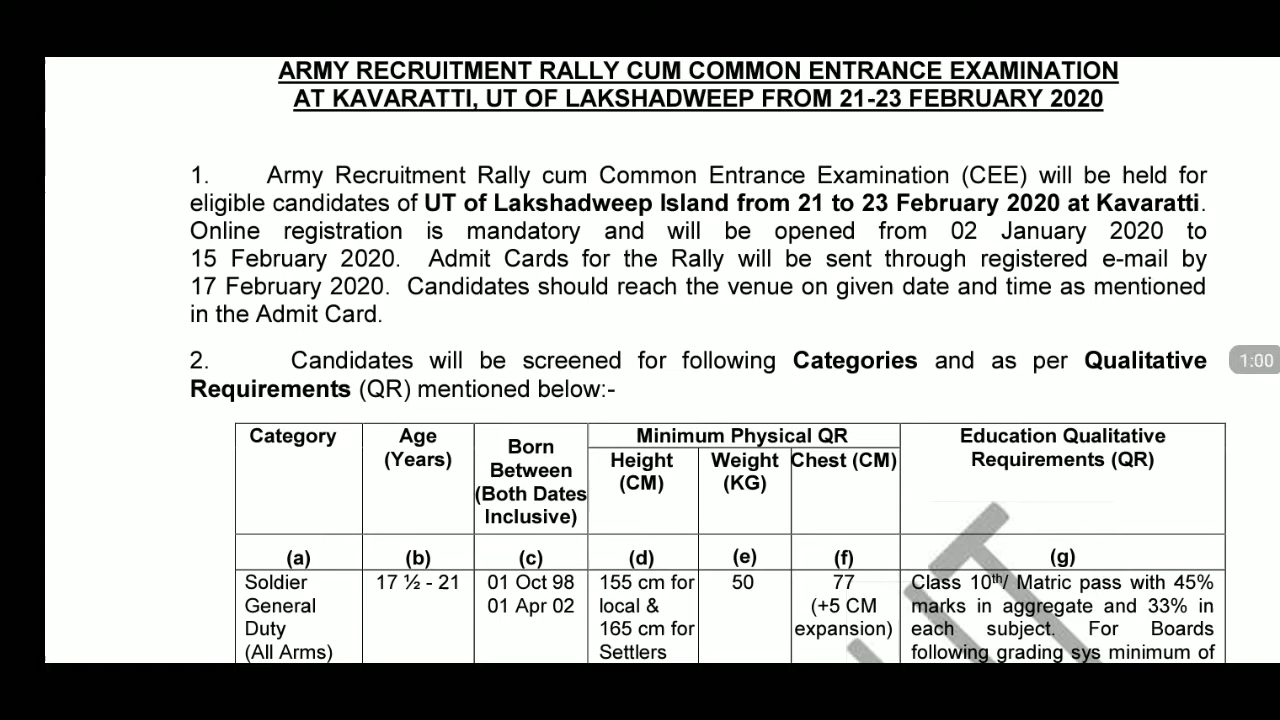 ARMY RECRUITMENT RALLY CUM COMMON ENTRANCE EXAMINATION
AT KAVARATTI, UT OF LAKSHADWEEP FROM 21-23 FEBRUARY 2020
1. Army Recruitment Rally cum Common Entrance Examination (CEE) will be held for
eligible candidates of UT of Lakshadweep Island from 21 to 23 February 2020 at Kavaratti.
Online registration is mandatory and will be opened from 02 January 2020 to
15 February 2020. Admit Cards for the Rally will be sent through registered e-mail by
17 February 2020. Candidates should reach the venue on given date and time as mentioned
in the Admit Card.
2. Candidates will be screened for following Categories and as per Qualitative
1:00
Requirements (QR) mentioned below:-
Category
Age
(Years)
Born
Between
(Both Dates
Inclusive)
Minimum Physical QR
Height
(CM)
Weight
(KG)
Chest (CM)
Education Qualitative
Requirements (QR)
(a) (b) (c) (d) (e) (f) (g)
Soldier
General
Duty
(All Arms)
17 ½ - 21
01 Oct 98
01 Apr 02
155 cm for
local &
165 cm for
Settlers
50
77
(+5 CM
expansion)
Class 10th/ Matric pass with 45%
marks in aggregate and 33% in
each subject. For Boards
following grading sys minimum of